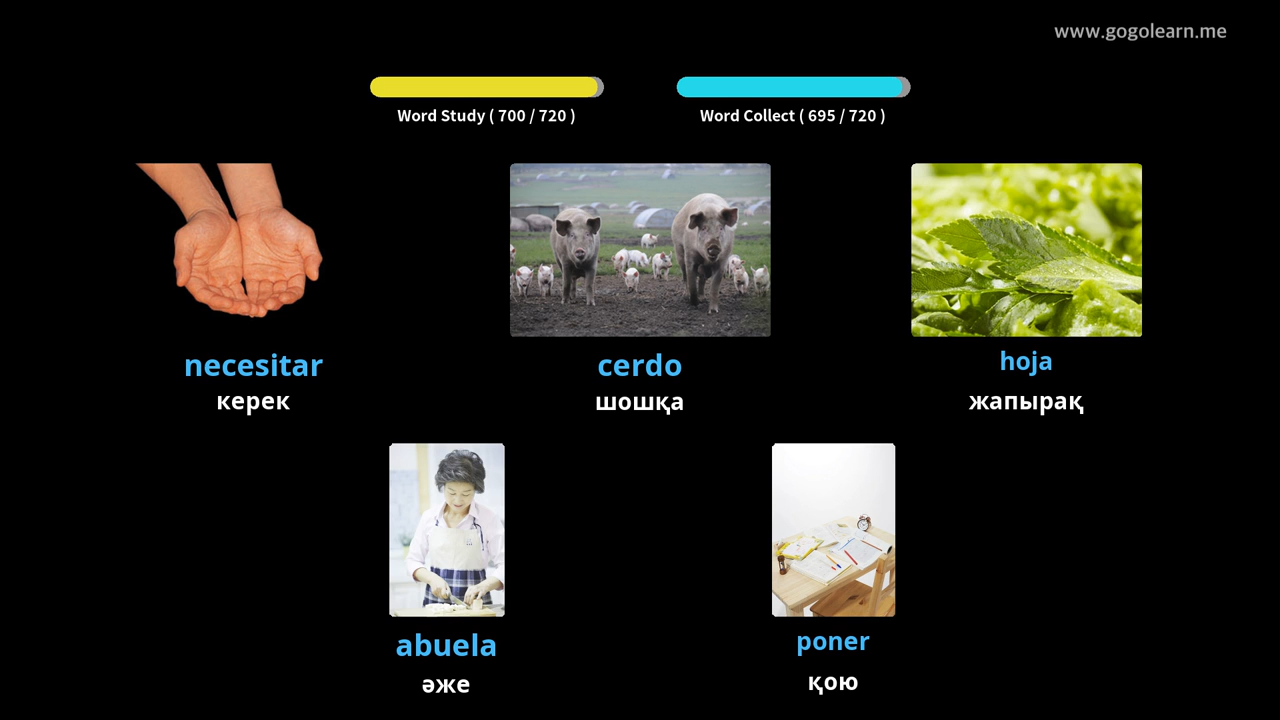 www.gogolearn.me
Word Study ( 700 / 720 )
Word Collect ( 695 / 720 )
necesitar
керек
cerdo
шошқа
hoja
жапырақ
abuela
әже
poner
қою